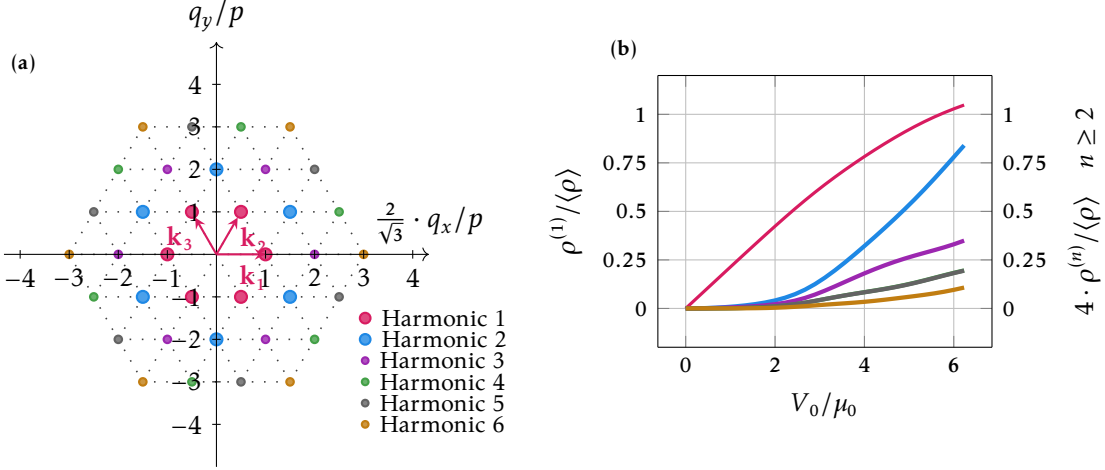 q_y/p
(a)
4
3
2
1
−4 −3 −2 −1 1 2 3 4
2/√3 · q_x/p
k_3 k_2
k_1
−1
−2
−3
−4
Harmonic 1
Harmonic 2
Harmonic 3
Harmonic 4
Harmonic 5
Harmonic 6
(b)
ρ^(1)/⟨ρ⟩
1
0.75
0.5
0.25
0
0 2 4 6
V_0/μ_0
1
0.75
0.5
0.25
0
4 · ρ^(n)/⟨ρ⟩ n ≥ 2